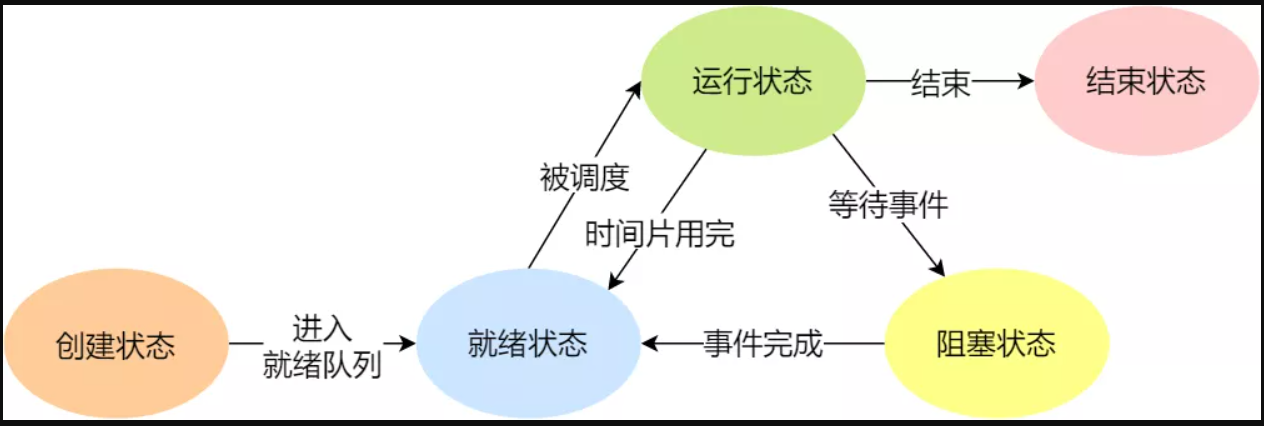 运行状态
结束
结束状态
被调度
等待事件
时间片用完
创建状态
进入
就绪队列
就绪状态
事件完成
阻塞状态